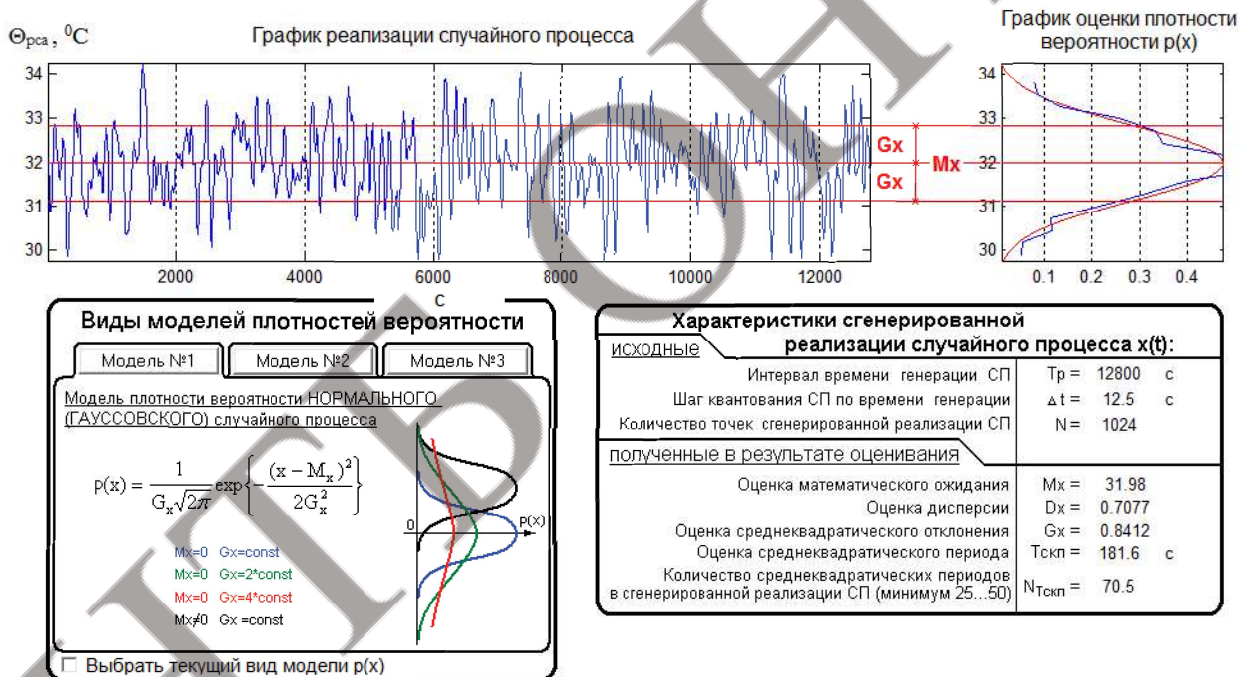 График оценки плотности
вероятности p(x)
Θрса , ⁰C
График реализации случайного процесса
34
33
32
31
30
2000
4000
6000
8000
10000
12000
с
Gx
Gx
Mx
34
33
32
31
30
0.1
0.2
0.3
0.4
Виды моделей плотностей вероятности
Модель №1
Модель №2
Модель №3
Модель плотности вероятности НОРМАЛЬНОГО
(ГАУССОВСКОГО) случайного процесса
p(x) = 1/(Gₓ√2π) exp{-(x − Mₓ)²/(2Gₓ²)}
0
p(x)
Mx=0 Gx=const
Mx=0 Gx=2*const
Mx=0 Gx=4*const
Mx≠0 Gx =const
Выбрать текущий вид модели p(x)
Характеристики сгенерированной
реализации случайного процесса x(t):
исходные
Интервал времени генерации СП Tp = 12800 с
Шаг квантования СП по времени генерации Δt = 12.5 с
Количество точек сгенерированной реализации СП N = 1024
полученные в результате оценивания
Оценка математического ожидания Mx = 31.98
Оценка дисперсии Dx = 0.7077
Оценка среднеквадратического отклонения Gx = 0.8412
Оценка среднеквадратического периода Тскп = 181.6 с
Количество среднеквадратических периодов
в сгенерированной реализации СП (минимум 25...50) NТскп = 70.5